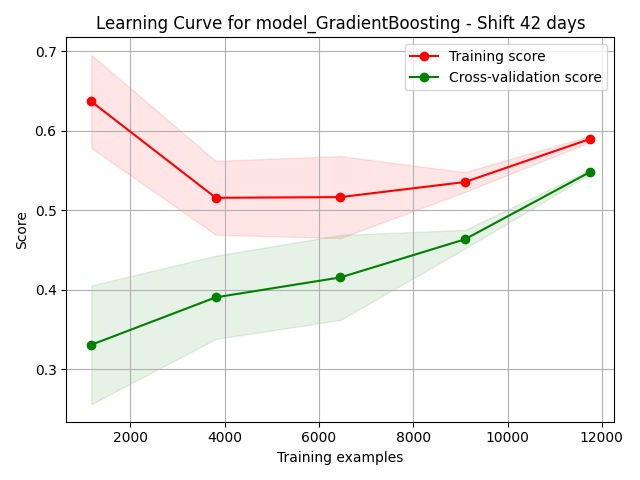 Learning Curve for model_GradientBoosting - Shift 42 days
Training score
Cross-validation score
0.7
0.6
0.5
0.4
0.3
Score
2000
4000
6000
8000
10000
12000
Training examples